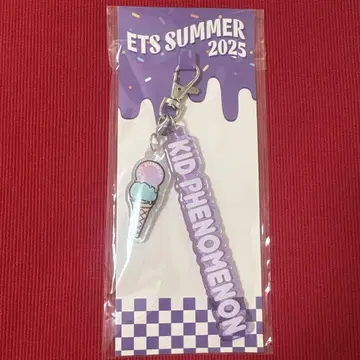 ETS SUMMER
2025
KID PHENOMENON